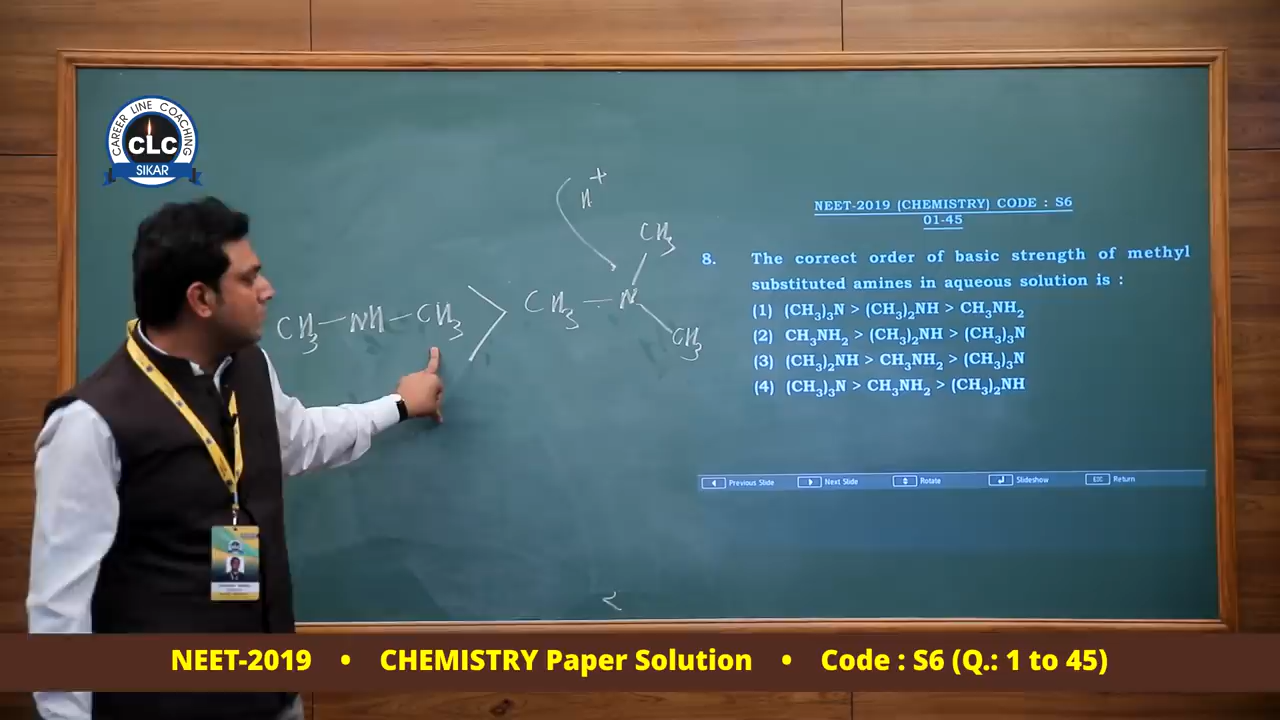 CAREER LINE COACHING
CLC
SIKAR
H+
CH3
CH3 – NH – CH3 > CH3 – N
CH3
<
NEET-2019 (CHEMISTRY) CODE : S6
01-45
8. The correct order of basic strength of methyl
substituted amines in aqueous solution is :
(1) (CH3)3N > (CH3)2NH > CH3NH2
(2) CH3NH2 > (CH3)2NH > (CH3)3N
(3) (CH3)2NH > CH3NH2 > (CH3)3N
(4) (CH3)3N > CH3NH2 > (CH3)2NH
Previous Slide Next Slide Rotate Slideshow ESC Return
NEET-2019 • CHEMISTRY Paper Solution • Code : S6 (Q.: 1 to 45)